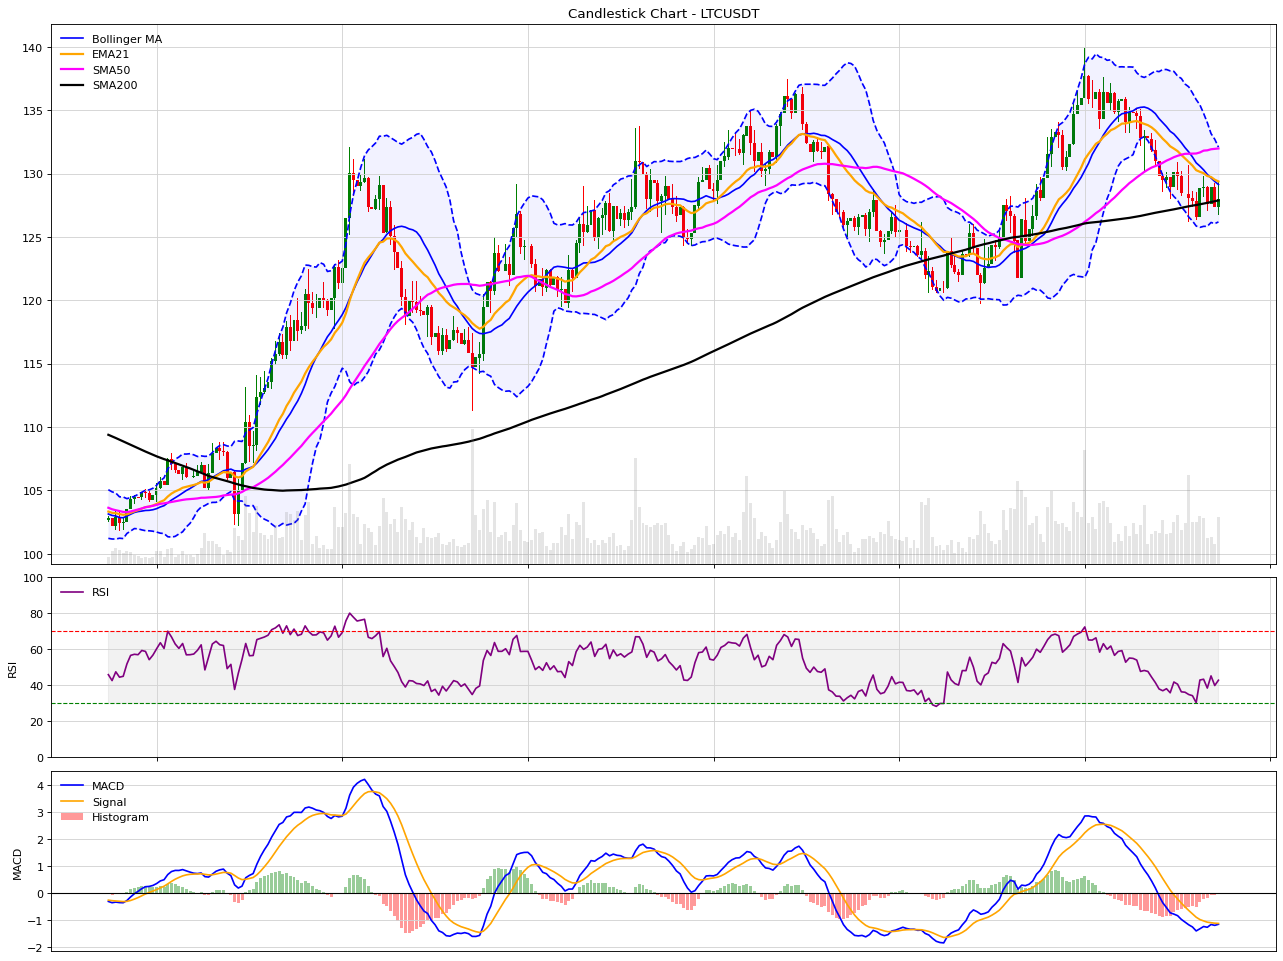 Candlestick Chart - LTCUSDT
Bollinger MA
EMA21
SMA50
SMA200
140
135
130
125
120
115
110
105
100
RSI
100
80
60
40
20
0
RSI
MACD
Signal
Histogram
4
3
2
1
0
−1
−2
MACD